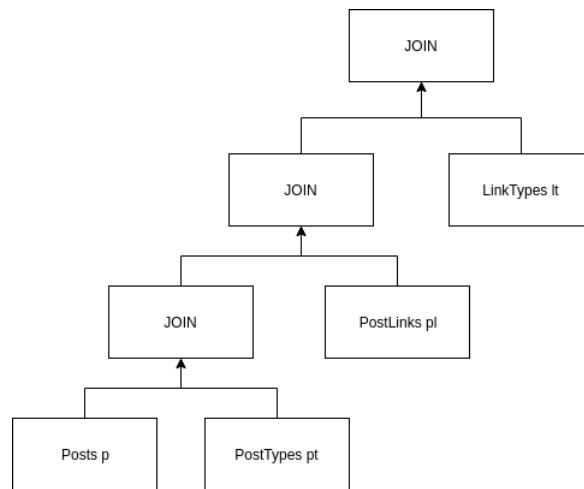 JOIN
JOIN
LinkTypes lt
JOIN
PostLinks pl
Posts p
PostTypes pt